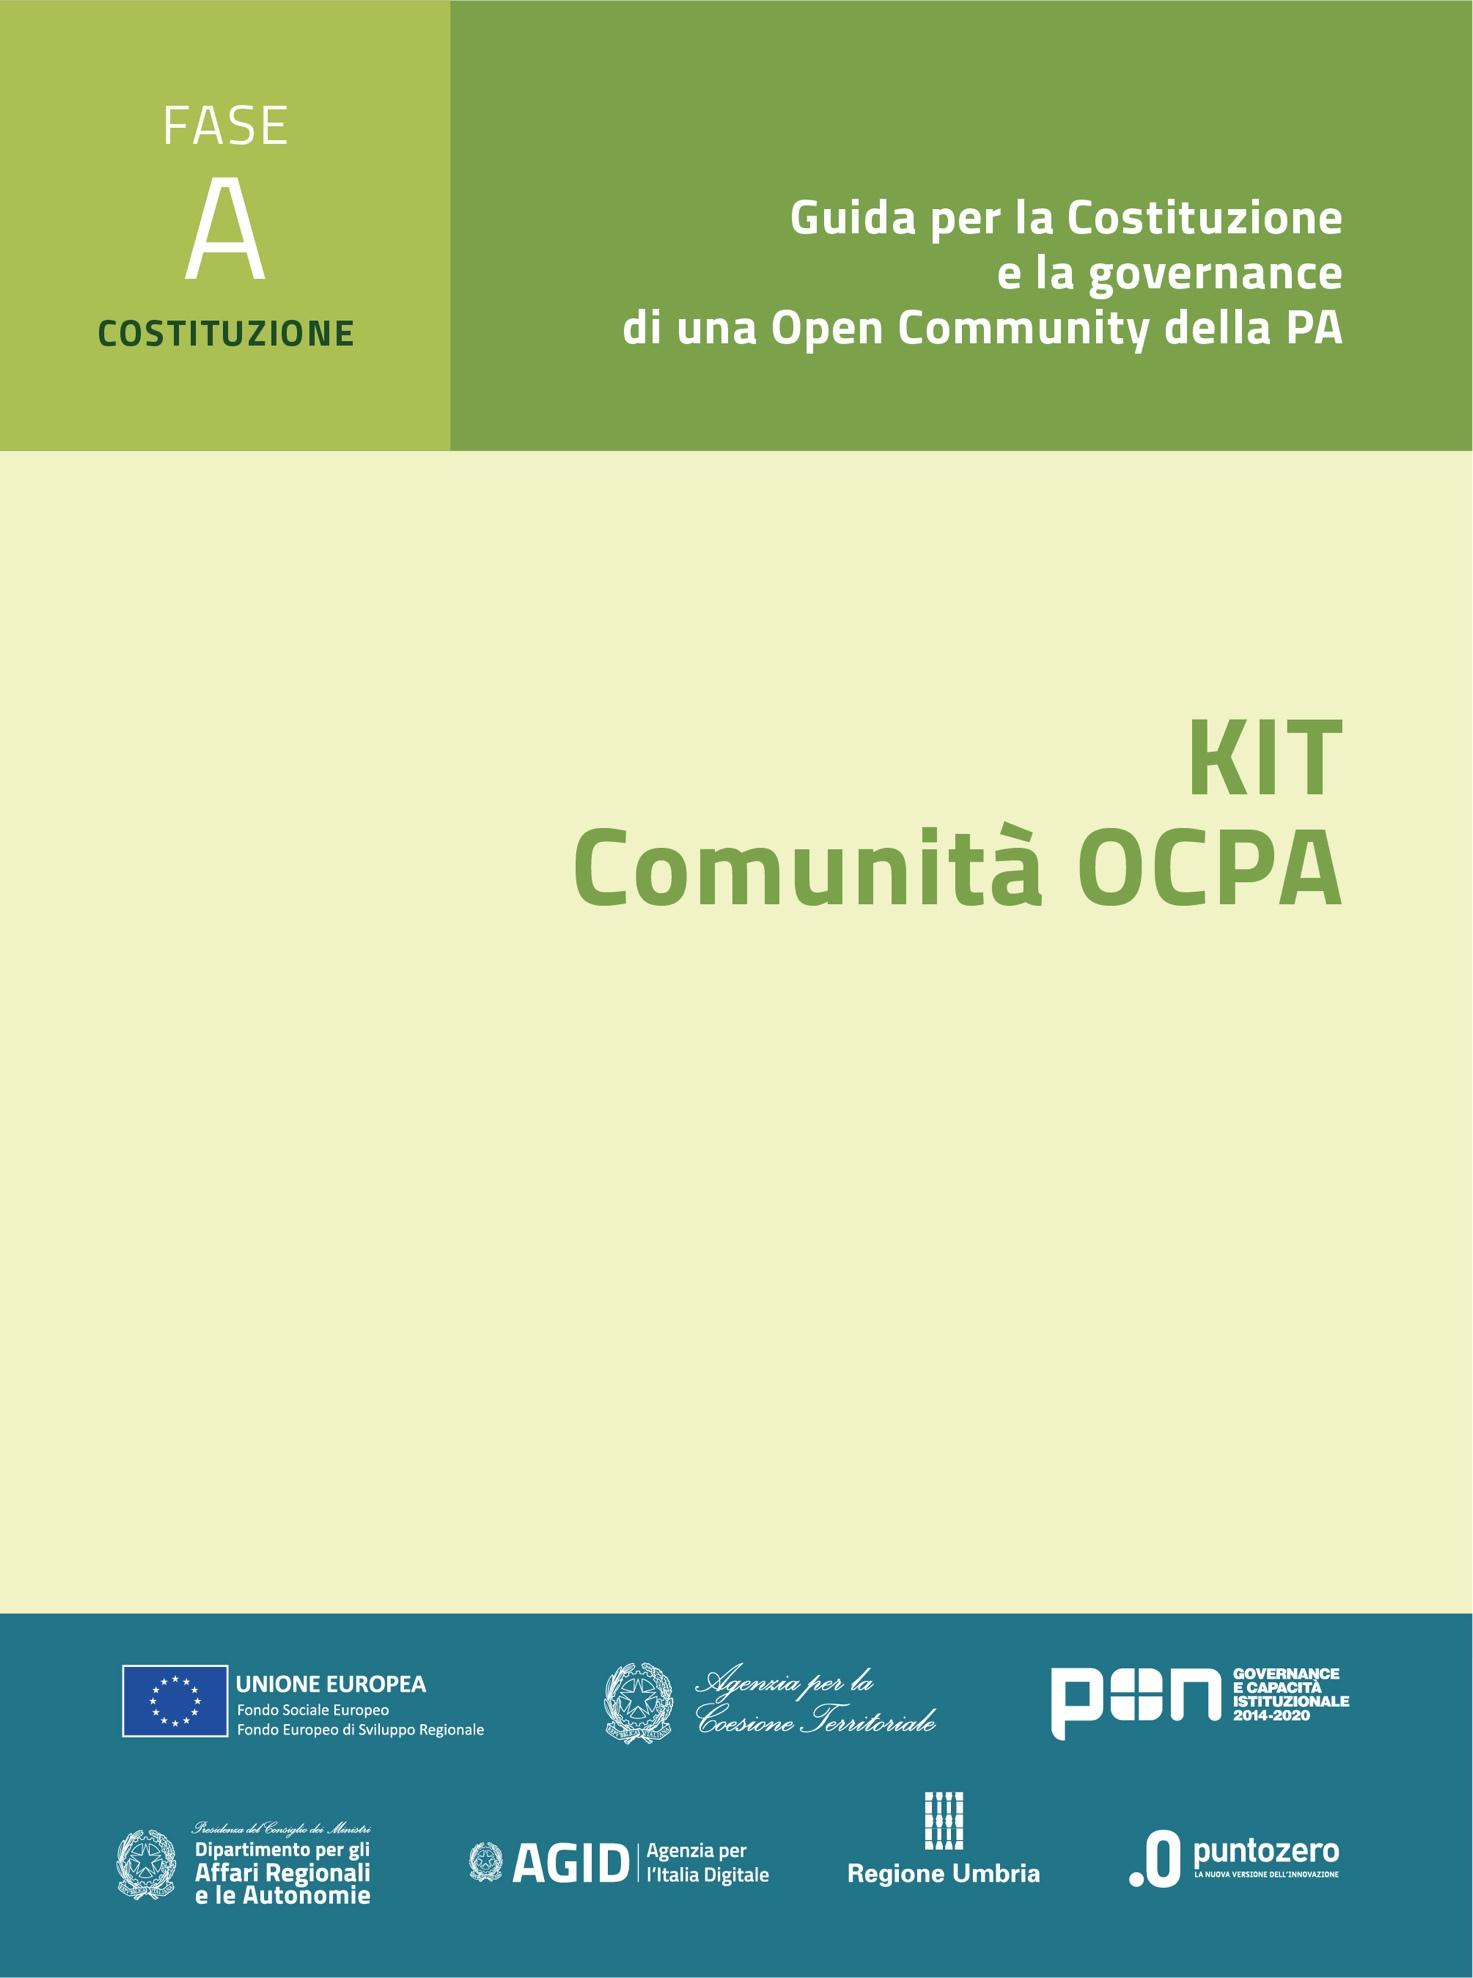 FASE
A
COSTITUZIONE
Guida per la Costituzione
e la governance
di una Open Community della PA
KIT
Comunità OCPA
UNIONE EUROPEA
Fondo Sociale Europeo
Fondo Europeo di Sviluppo Regionale
Agenzia per la
Coesione Territoriale
pon
GOVERNANCE
E CAPACITÀ
ISTITUZIONALE
2014-2020
Presidenza del Consiglio dei Ministri
Dipartimento per gli
Affari Regionali
e le Autonomie
AGID
Agenzia per
l'Italia Digitale
Regione Umbria
.0 puntozero
LA NUOVA VERSIONE DELL'INNOVAZIONE